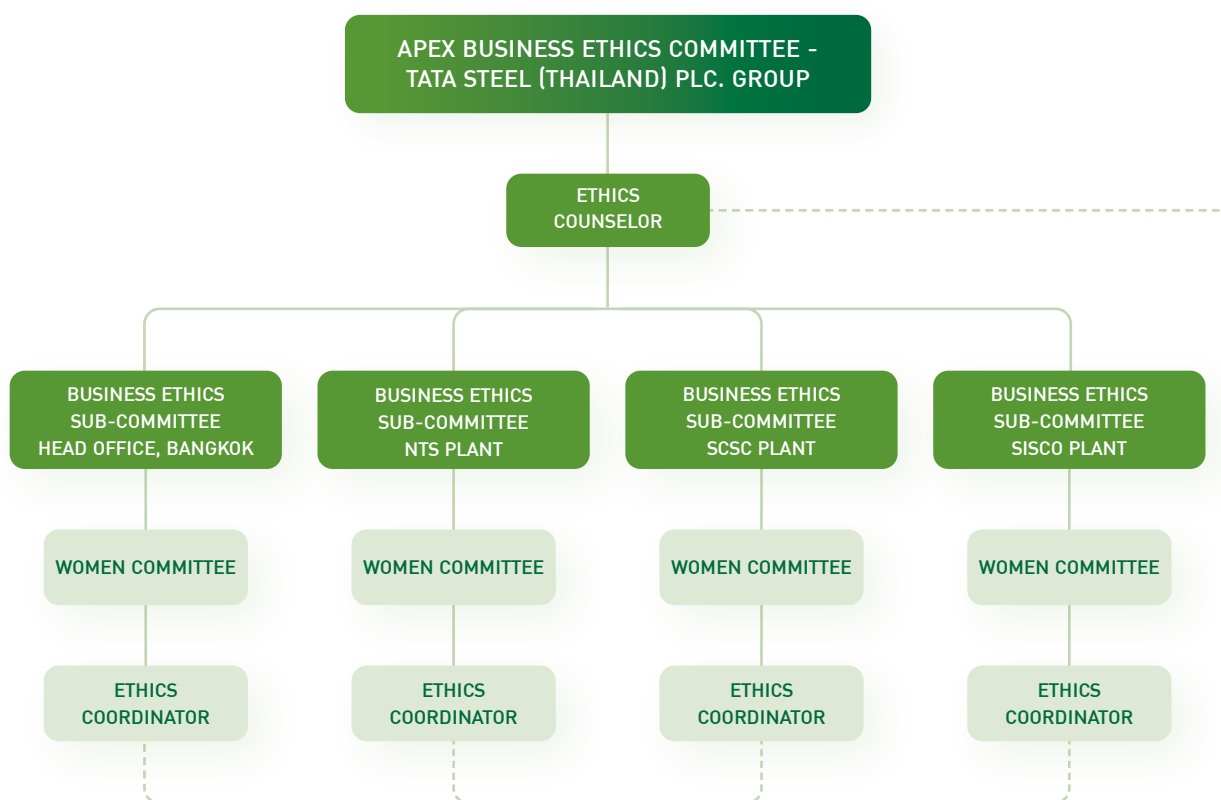 APEX BUSINESS ETHICS COMMITTEE -
TATA STEEL (THAILAND) PLC. GROUP
ETHICS
COUNSELOR
BUSINESS ETHICS
SUB-COMMITTEE
HEAD OFFICE, BANGKOK
BUSINESS ETHICS
SUB-COMMITTEE
NTS PLANT
BUSINESS ETHICS
SUB-COMMITTEE
SCSC PLANT
BUSINESS ETHICS
SUB-COMMITTEE
SISCO PLANT
WOMEN COMMITTEE
WOMEN COMMITTEE
WOMEN COMMITTEE
WOMEN COMMITTEE
ETHICS
COORDINATOR
ETHICS
COORDINATOR
ETHICS
COORDINATOR
ETHICS
COORDINATOR